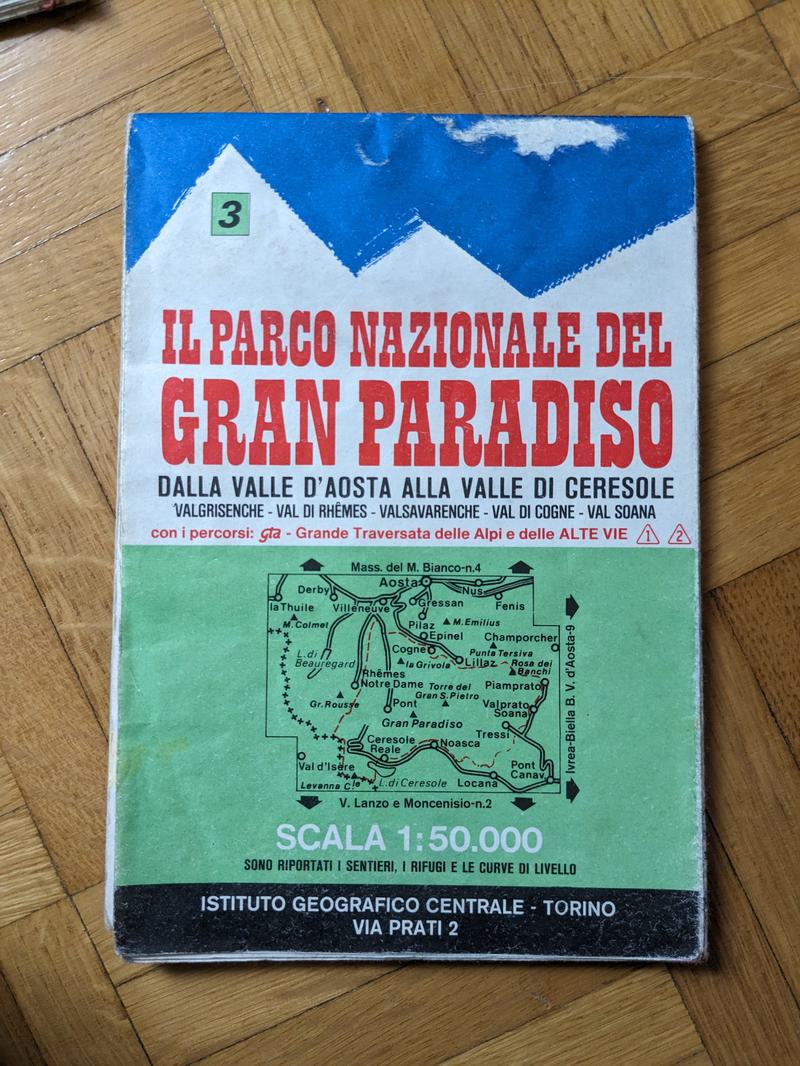 3
IL PARCO NAZIONALE DEL
GRAN PARADISO
DALLA VALLE D'AOSTA ALLA VALLE DI CERESOLE
VALGRISENCHE - VAL DI RHÊMES - VALSAVARENCHE - VAL DI COGNE - VAL SOANA
con i percorsi: gta - Grande Traversata delle Alpi e delle ALTE VIE 1 2
Mass. del M. Bianco-n.4
Aosta
Derby
Nus
la Thuile
Villeneuve
Gressan
Fenis
M. Colmet
Pilaz
M. Emilius
Epinel
Champorcher
L. di
Beauregard
Cogne
Punta Tersiva
la Grivola
Lillaz
Rosa dei
Banchi
Rhêmes
Notre Dame
Torre del
Gran S. Pietro
Piamprato
Gr. Rousse
Pont
Valprato
Soana
Gran Paradiso
Tressi
Ceresole
Reale
Noasca
Val d'Isère
Pont
Canav.
Levanna C.le
L. di Ceresole
Locana
Ivrea-Biella B. V. d'Aosta-9
V. Lanzo e Moncenisio-n.2
SCALA 1:50.000
SONO RIPORTATI I SENTIERI, I RIFUGI E LE CURVE DI LIVELLO
ISTITUTO GEOGRAFICO CENTRALE - TORINO
VIA PRATI 2